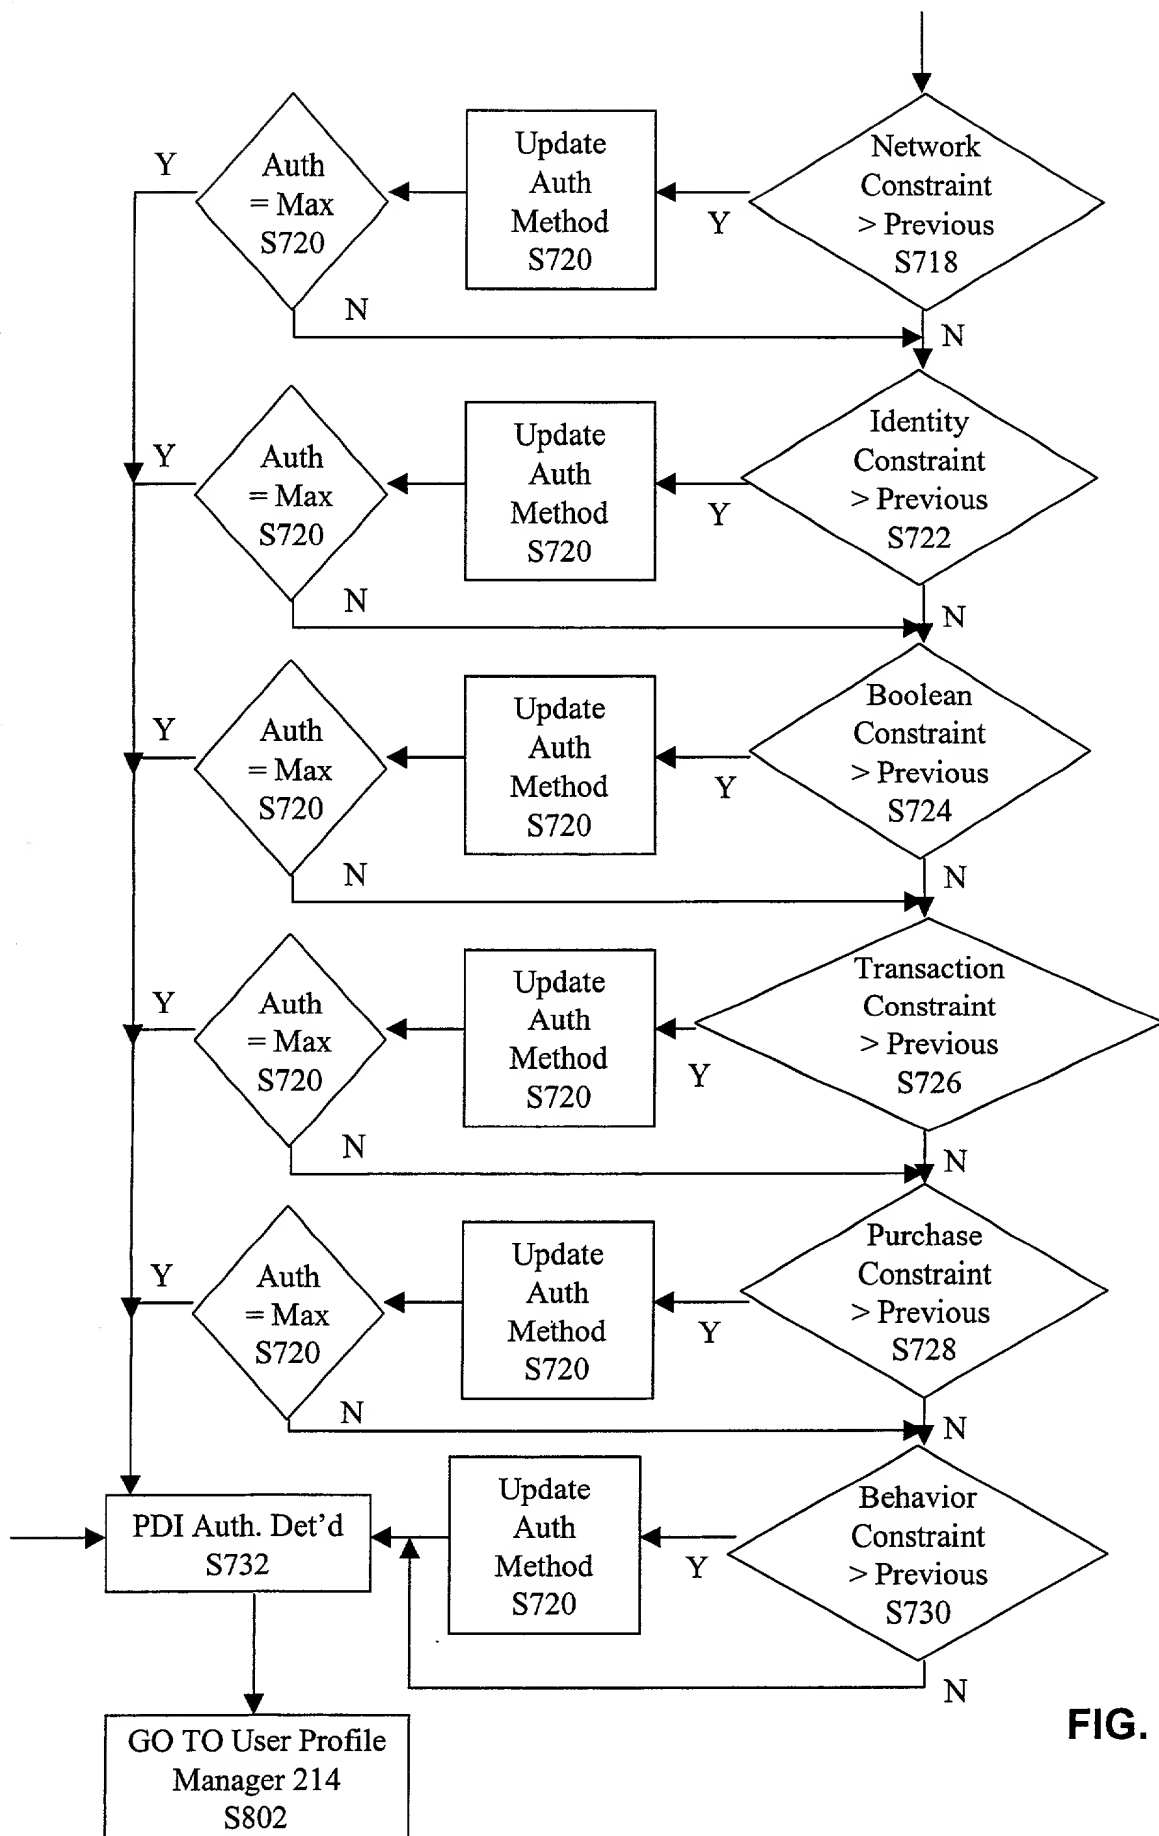 Y
Auth
= Max
S720
N
Update
Auth
Method
S720
Y
Network
Constraint
> Previous
S718
N
Y
Auth
= Max
S720
N
Update
Auth
Method
S720
Y
Identity
Constraint
> Previous
S722
N
Y
Auth
= Max
S720
N
Update
Auth
Method
S720
Y
Boolean
Constraint
> Previous
S724
N
Y
Auth
= Max
S720
N
Update
Auth
Method
S720
Y
Transaction
Constraint
> Previous
S726
N
Y
Auth
= Max
S720
N
Update
Auth
Method
S720
Y
Purchase
Constraint
> Previous
S728
N
PDI Auth. Det’d
S732
Update
Auth
Method
S720
Y
Behavior
Constraint
> Previous
S730
N
GO TO User Profile
Manager 214
S802
FIG.